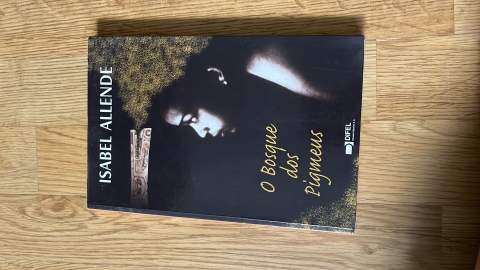 ISABEL ALLENDE
O Bosque
dos
Pigmeus
DIFEL